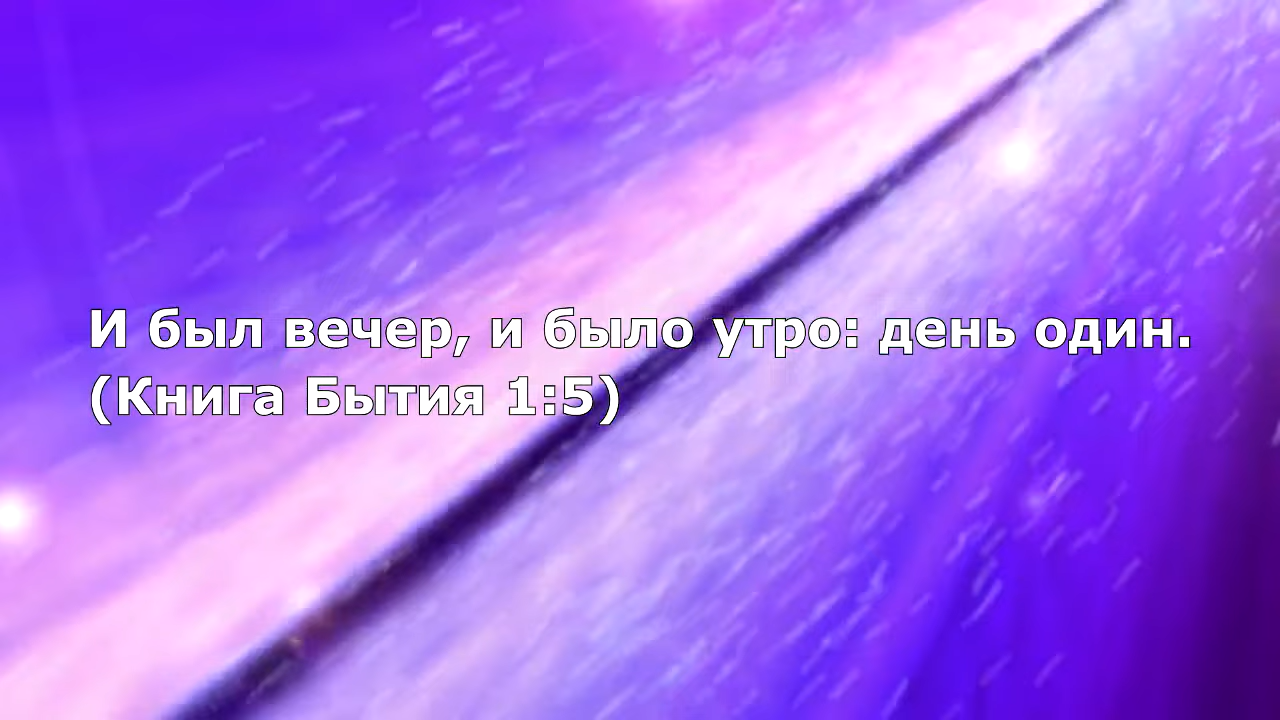 И был вечер, и было утро: день один.
(Книга Бытия 1:5)